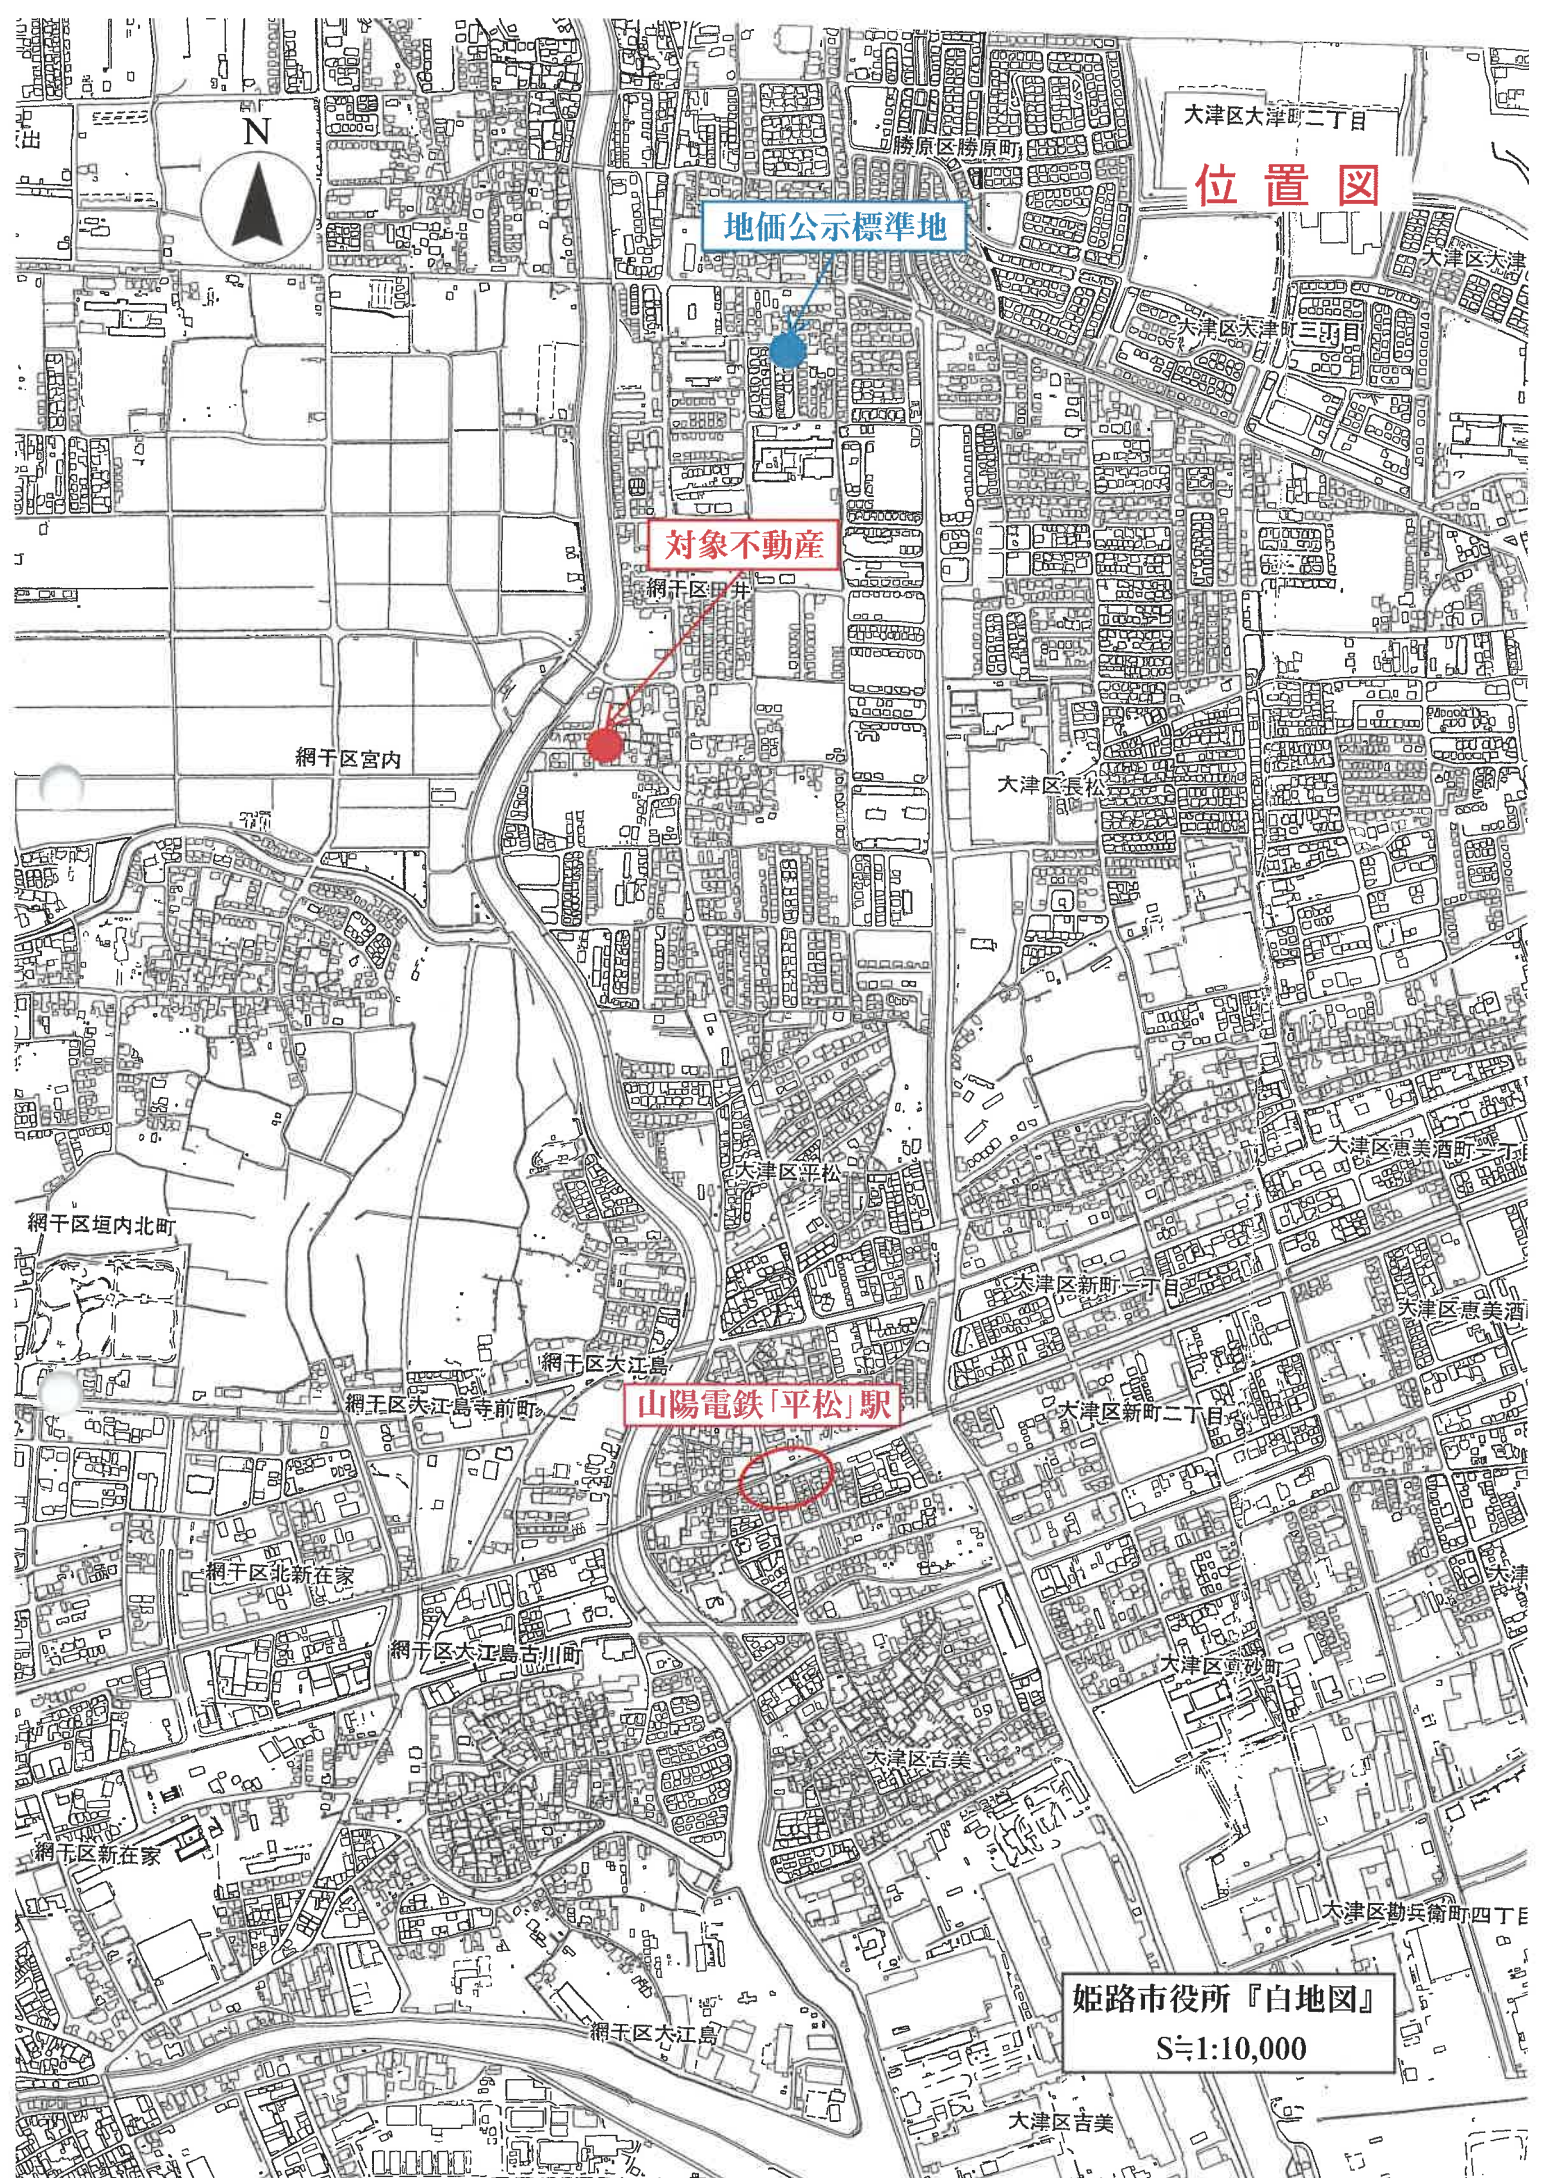 大津区大津町二丁目
出
N
勝原区勝原町
位置図
地価公示標準地
大津区大津
大津区大津町三丁目
対象不動産
網干区田井
網干区宮内
大津区長松
大津区恵美酒町一丁目
大津区平松
網干区垣内北町
大津区新町一丁目
大津区恵美酒
網干区大江島
山陽電鉄「平松」駅
網干区大江島寺前町
大津区新町二丁目
網干区北新在家
大津
網干区大江島古川町
大津区真砂町
大津区吉美
網干区新在家
大津区勘兵衛町四丁目
姫路市役所『白地図』
S≒1:10,000
網干区大江島
大津区吉美